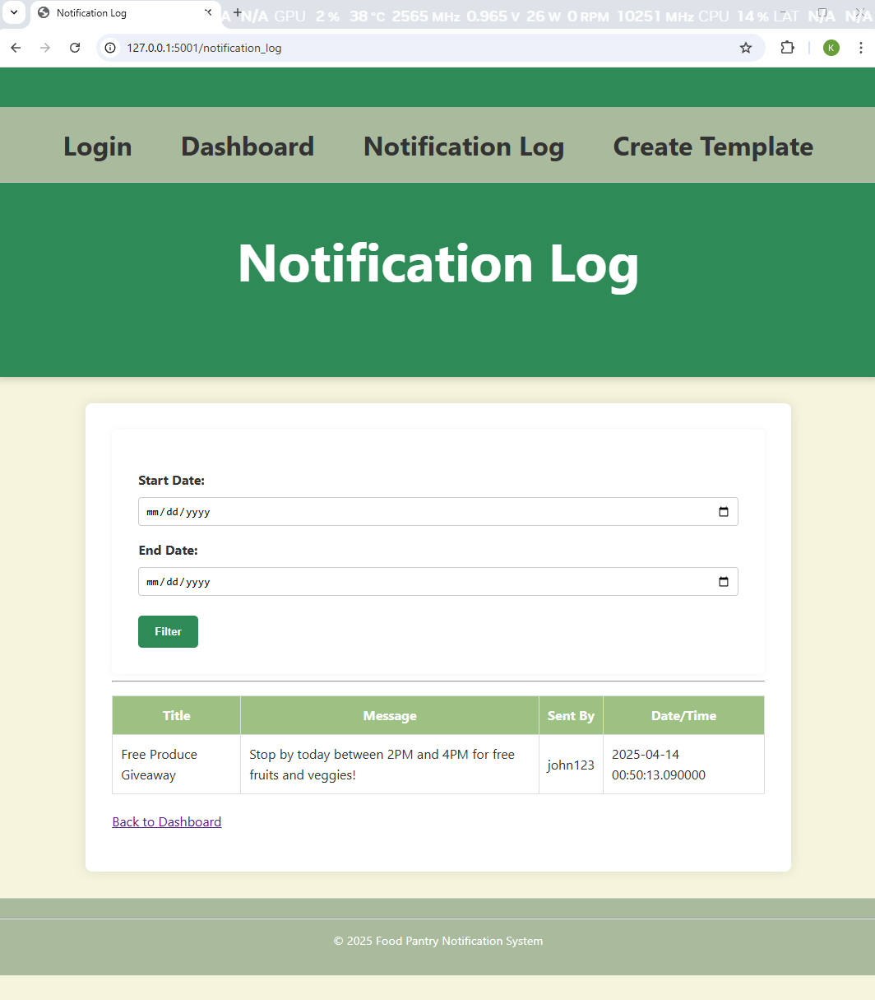 Notification Log
N/A GPU 2 % 38 °C 2565 MHz 0.965 V 26 W 0 RPM 10251 MHz CPU 14 % LAT N/A N/A
127.0.0.1:5001/notification_log
K
Login Dashboard Notification Log Create Template
Notification Log
Start Date:
mm/dd/yyyy
End Date:
mm/dd/yyyy
Filter
Title Message Sent By Date/Time
Free Produce Stop by today between 2PM and 4PM for free 2025-04-14
john123
Giveaway fruits and veggies! 00:50:13.090000
Back to Dashboard
© 2025 Food Pantry Notification System